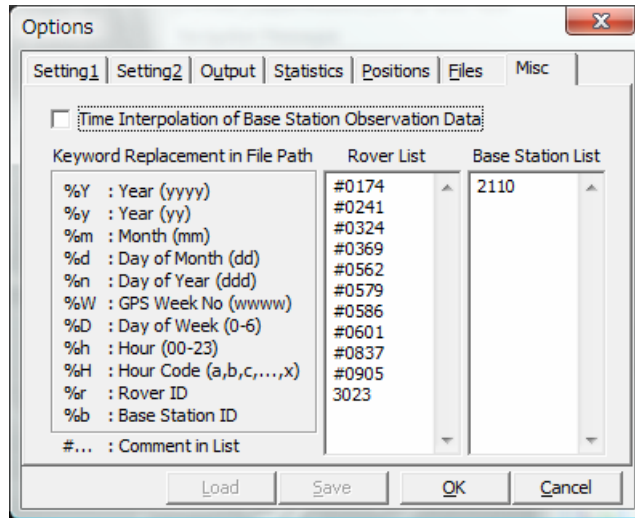 Options
Setting1 Setting2 Output Statistics Positions Files Misc
Time Interpolation of Base Station Observation Data
Keyword Replacement in File Path
%Y : Year (yyyy)
%y : Year (yy)
%m : Month (mm)
%d : Day of Month (dd)
%n : Day of Year (ddd)
%W : GPS Week No (wwww)
%D : Day of Week (0-6)
%h : Hour (00-23)
%H : Hour Code (a,b,c,...,x)
%r : Rover ID
%b : Base Station ID
#... : Comment in List
Rover List
#0174
#0241
#0324
#0369
#0562
#0579
#0586
#0601
#0837
#0905
3023
Base Station List
2110
Load Save OK Cancel